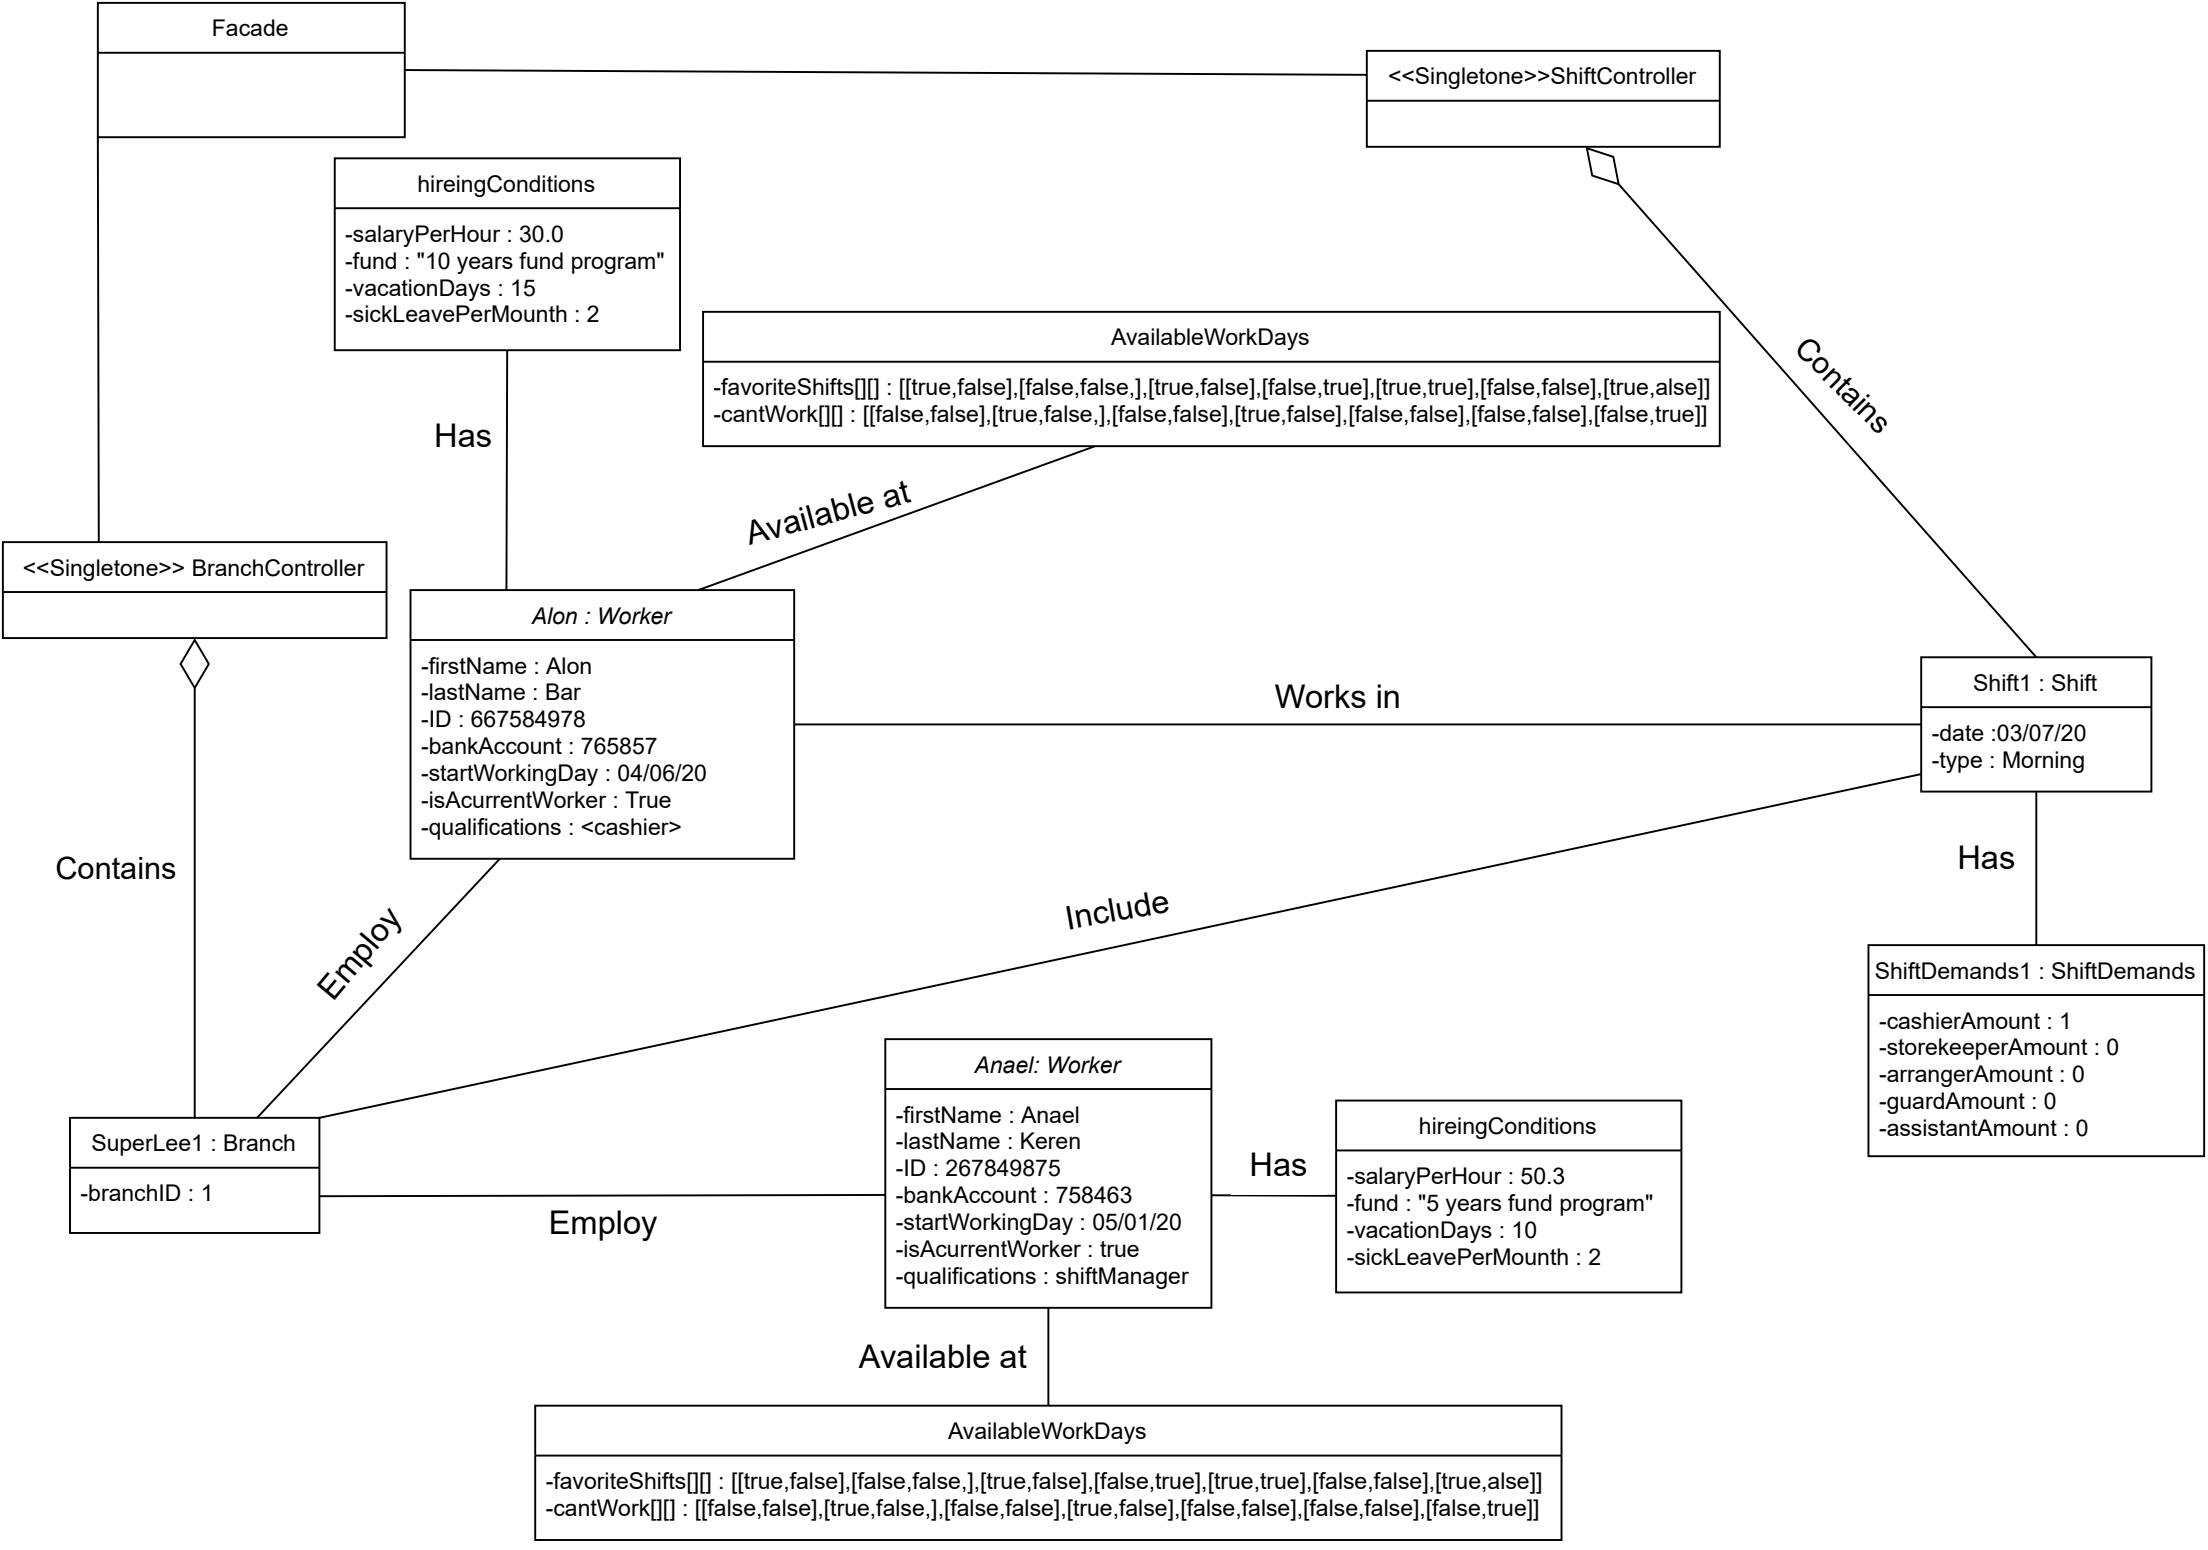 Facade
<<Singletone>>ShiftController
hireingConditions
-salaryPerHour : 30.0
-fund : "10 years fund program"
-vacationDays : 15
-sickLeavePerMounth : 2
AvailableWorkDays
-favoriteShifts[][] : [[true,false],[false,false,],[true,false],[false,true],[true,true],[false,false],[true,alse]]
-cantWork[][] : [[false,false],[true,false,],[false,false],[true,false],[false,false],[false,false],[false,true]]
Contains
Has
Available at
<<Singletone>> BranchController
Alon : Worker
-firstName : Alon
-lastName : Bar
-ID : 667584978
-bankAccount : 765857
-startWorkingDay : 04/06/20
-isAcurrentWorker : True
-qualifications : <cashier>
Works in
Shift1 : Shift
-date :03/07/20
-type : Morning
Contains
Employ
Include
Has
ShiftDemands1 : ShiftDemands
-cashierAmount : 1
-storekeeperAmount : 0
-arrangerAmount : 0
-guardAmount : 0
-assistantAmount : 0
SuperLee1 : Branch
-branchID : 1
Employ
Anael: Worker
-firstName : Anael
-lastName : Keren
-ID : 267849875
-bankAccount : 758463
-startWorkingDay : 05/01/20
-isAcurrentWorker : true
-qualifications : shiftManager
Has
hireingConditions
-salaryPerHour : 50.3
-fund : "5 years fund program"
-vacationDays : 10
-sickLeavePerMounth : 2
Available at
AvailableWorkDays
-favoriteShifts[][] : [[true,false],[false,false,],[true,false],[false,true],[true,true],[false,false],[true,alse]]
-cantWork[][] : [[false,false],[true,false,],[false,false],[true,false],[false,false],[false,false],[false,true]]